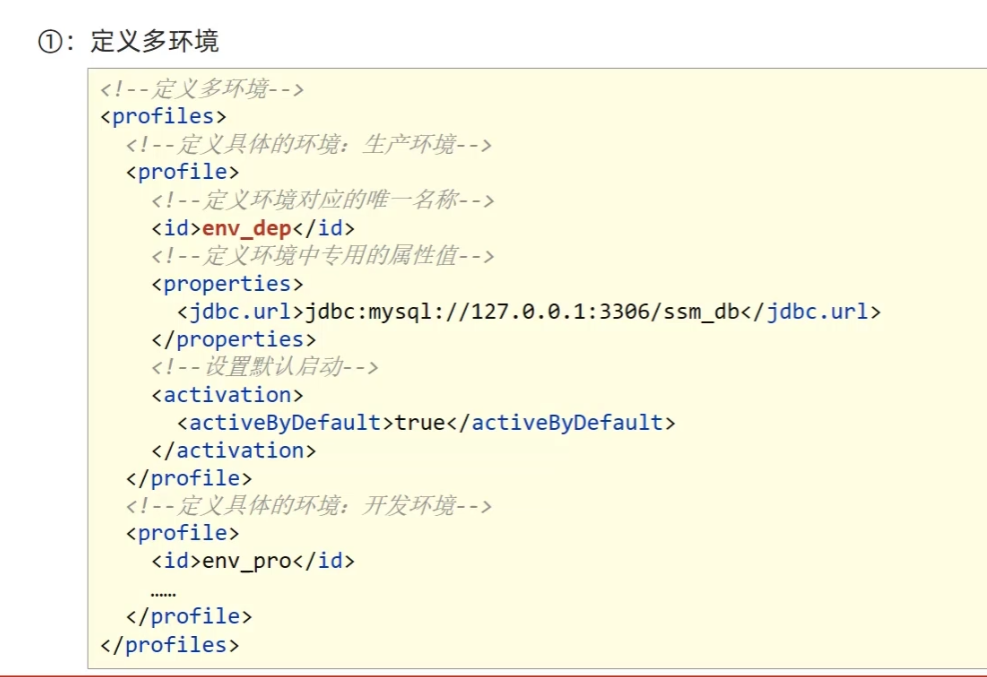 ①：定义多环境
<!--定义多环境-->
<profiles>
<!--定义具体的环境：生产环境-->
<profile>
<!--定义环境对应的唯一名称-->
<id>env_dep</id>
<!--定义环境中专用的属性值-->
<properties>
<jdbc.url>jdbc:mysql://127.0.0.1:3306/ssm_db</jdbc.url>
</properties>
<!--设置默认启动-->
<activation>
<activeByDefault>true</activeByDefault>
</activation>
</profile>
<!--定义具体的环境：开发环境-->
<profile>
<id>env_pro</id>
……
</profile>
</profiles>